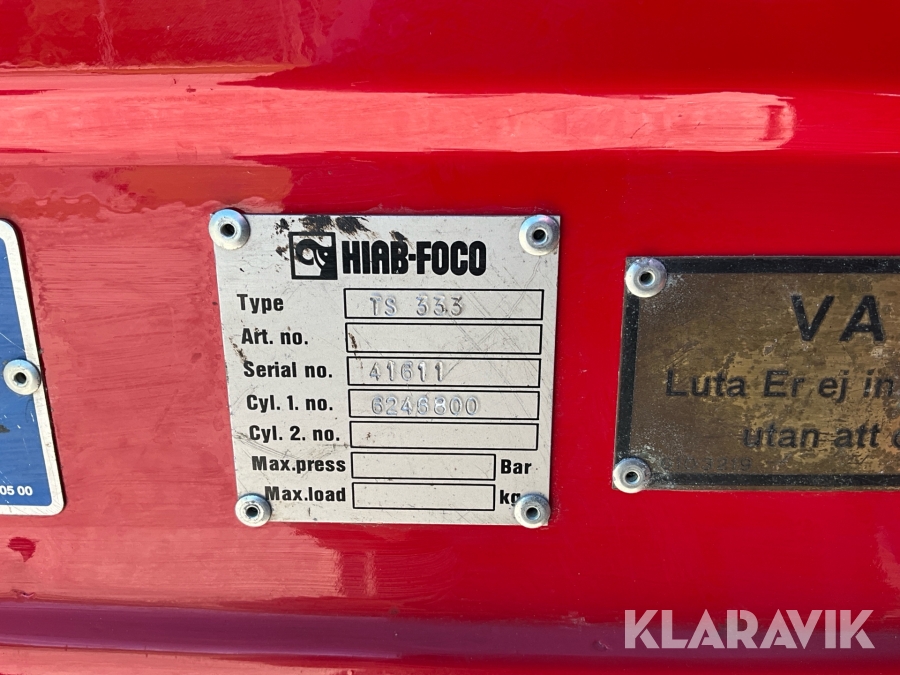 HIAB-FOCO
Type TS 333
Art. no.
Serial no. 41611
Cyl. 1. no. 6246800
Cyl. 2. no.
Max.press Bar
Max.load kg
05 00
VA
Luta Er ej in
utan att
KLARAVIK